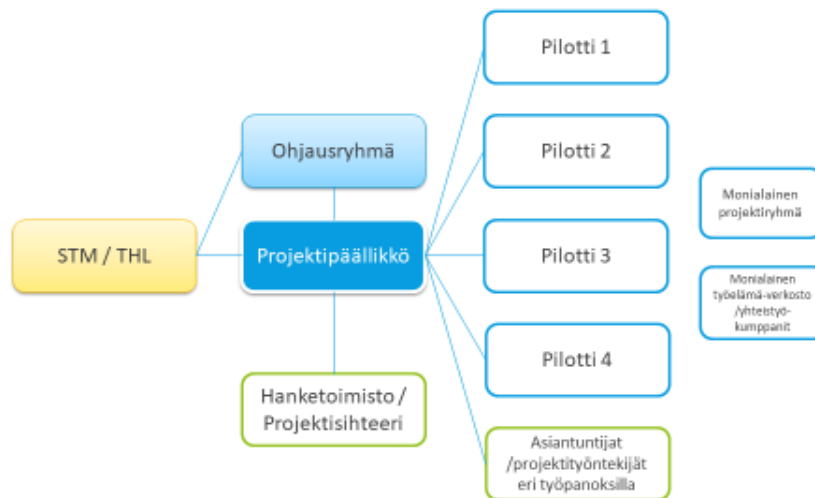 Pilotti 1
Ohjausryhmä
Pilotti 2
Monialainen
projektiryhmä
STM / THL
Projektipäällikkö
Pilotti 3
Monialainen
työelämä-verkosto
/yhteistyö-
kumppanit
Pilotti 4
Hanketoimisto /
Projektisihteeri
Asiantuntijat
/projektityöntekijät
eri työpanoksilla